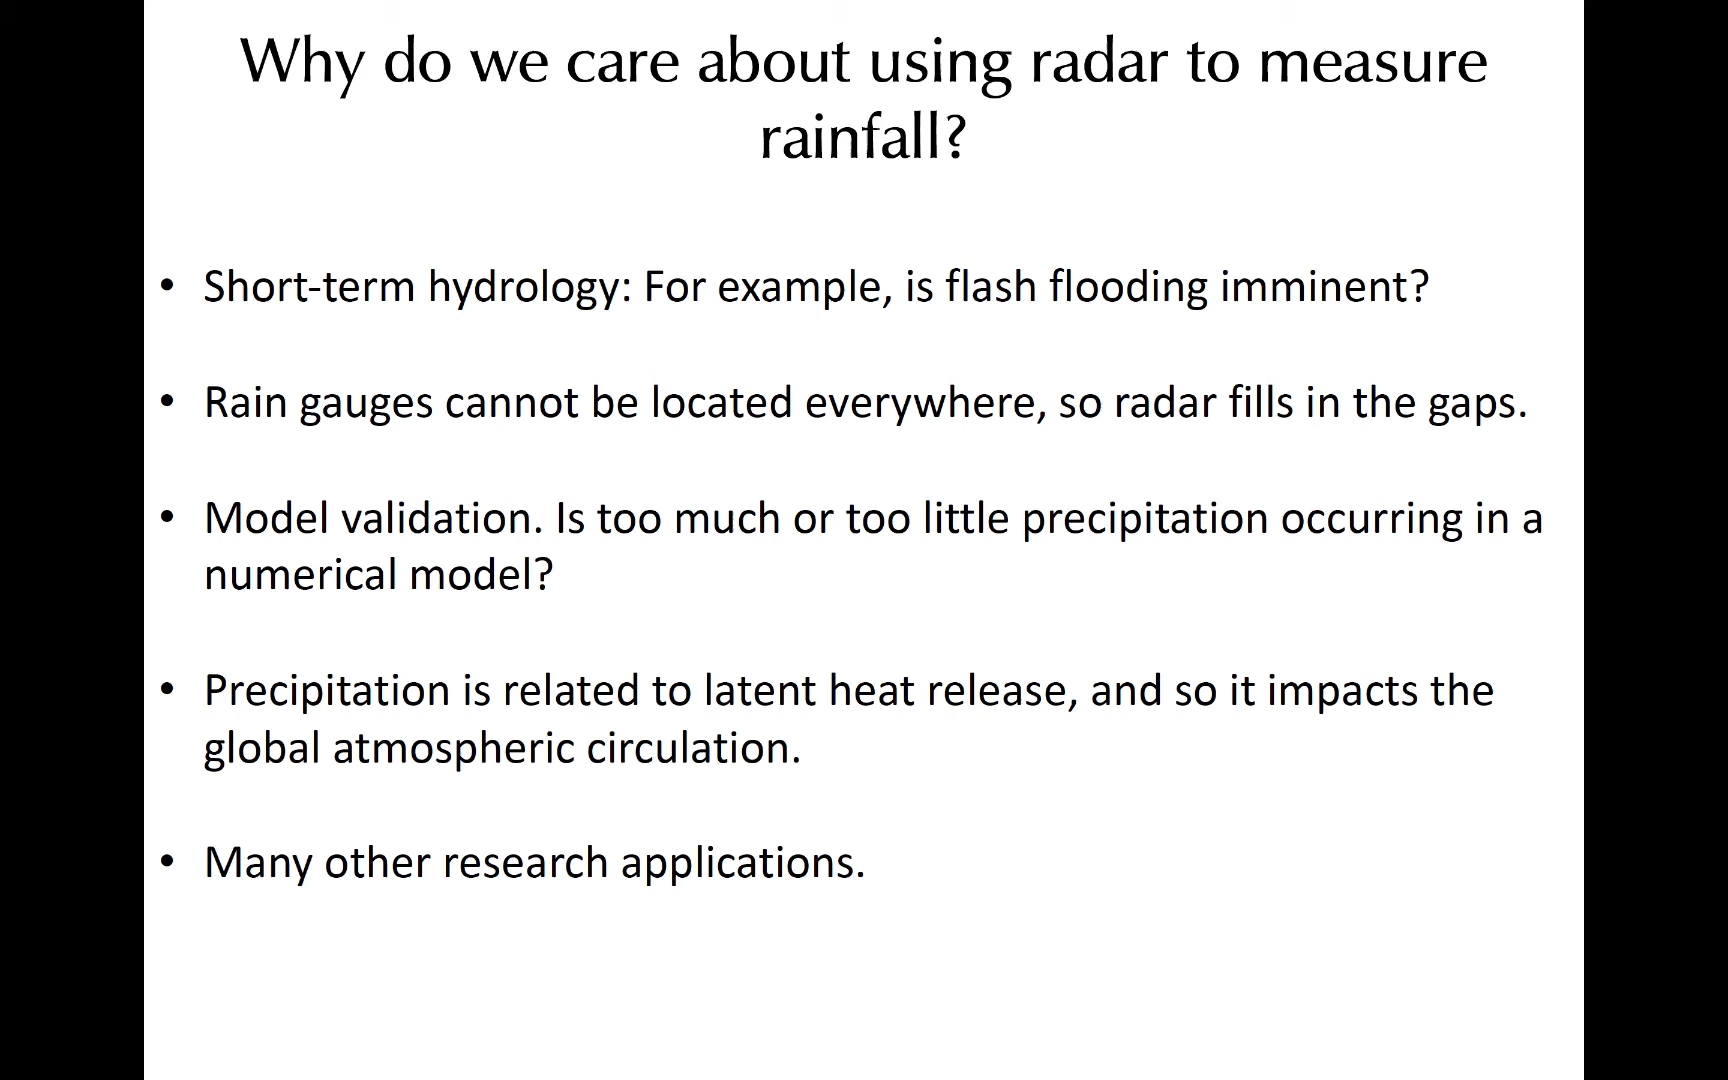 Why do we care about using radar to measure
rainfall?
• Short-term hydrology: For example, is flash flooding imminent?
• Rain gauges cannot be located everywhere, so radar fills in the gaps.
• Model validation. Is too much or too little precipitation occurring in a
numerical model?
• Precipitation is related to latent heat release, and so it impacts the
global atmospheric circulation.
• Many other research applications.